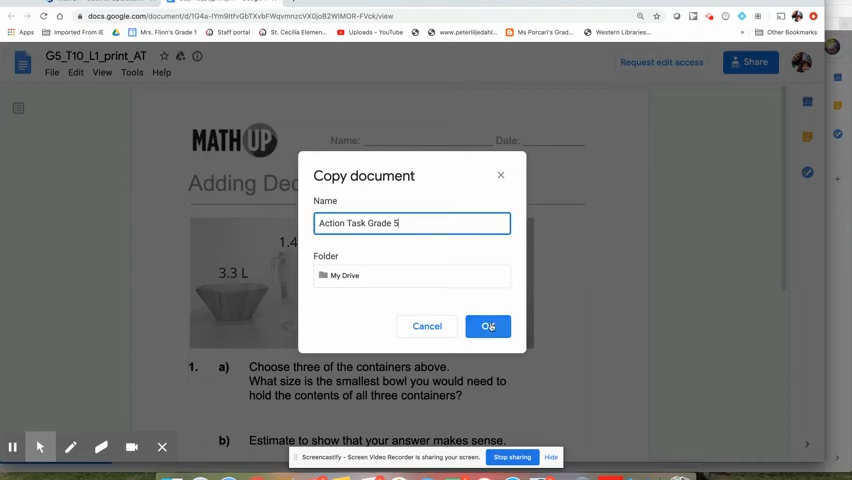 docs.google.com/document/d/1G4a-lYm9ItfvGbTXvbFWqvmnzcVX0joB2WIMOR-FVck/view
Apps
Imported From IE
Mrs. Flinn's Grade 1
Staff portal
St. Cecilia Elemen...
Uploads - YouTube
www.peterliljedahl...
Ms Porcari's Grad...
Western Libraries...
Other Bookmarks
G5_T10_L1_print_AT
File Edit View Tools Help
Request edit access
Share
MATH UP
Name: Date:
Adding Dec
Copy document
Name
Action Task Grade 5
Folder
My Drive
Cancel
OK
1.4
3.3 L
1. a) Choose three of the containers above.
What size is the smallest bowl you would need to
hold the contents of all three containers?
b) Estimate to show that your answer makes sense.
Screencastify - Screen Video Recorder is sharing your screen.
Stop sharing
Hide